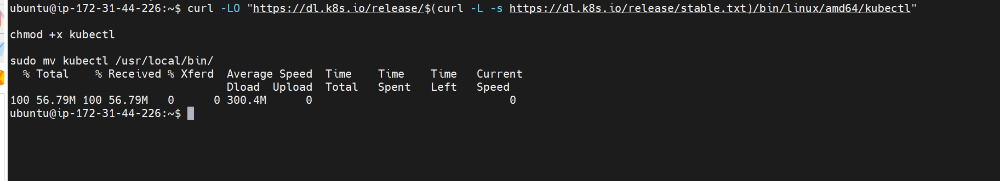 ubuntu@ip-172-31-44-226:~$ curl -LO "https://dl.k8s.io/release/$(curl -L -s https://dl.k8s.io/release/stable.txt)/bin/linux/amd64/kubectl"
chmod +x kubectl
sudo mv kubectl /usr/local/bin/
  % Total    % Received % Xferd  Average Speed  Time    Time    Time   Current
                                 Dload  Upload  Total   Spent   Left   Speed
100 56.79M 100 56.79M   0      0 300.4M      0                              0
ubuntu@ip-172-31-44-226:~$